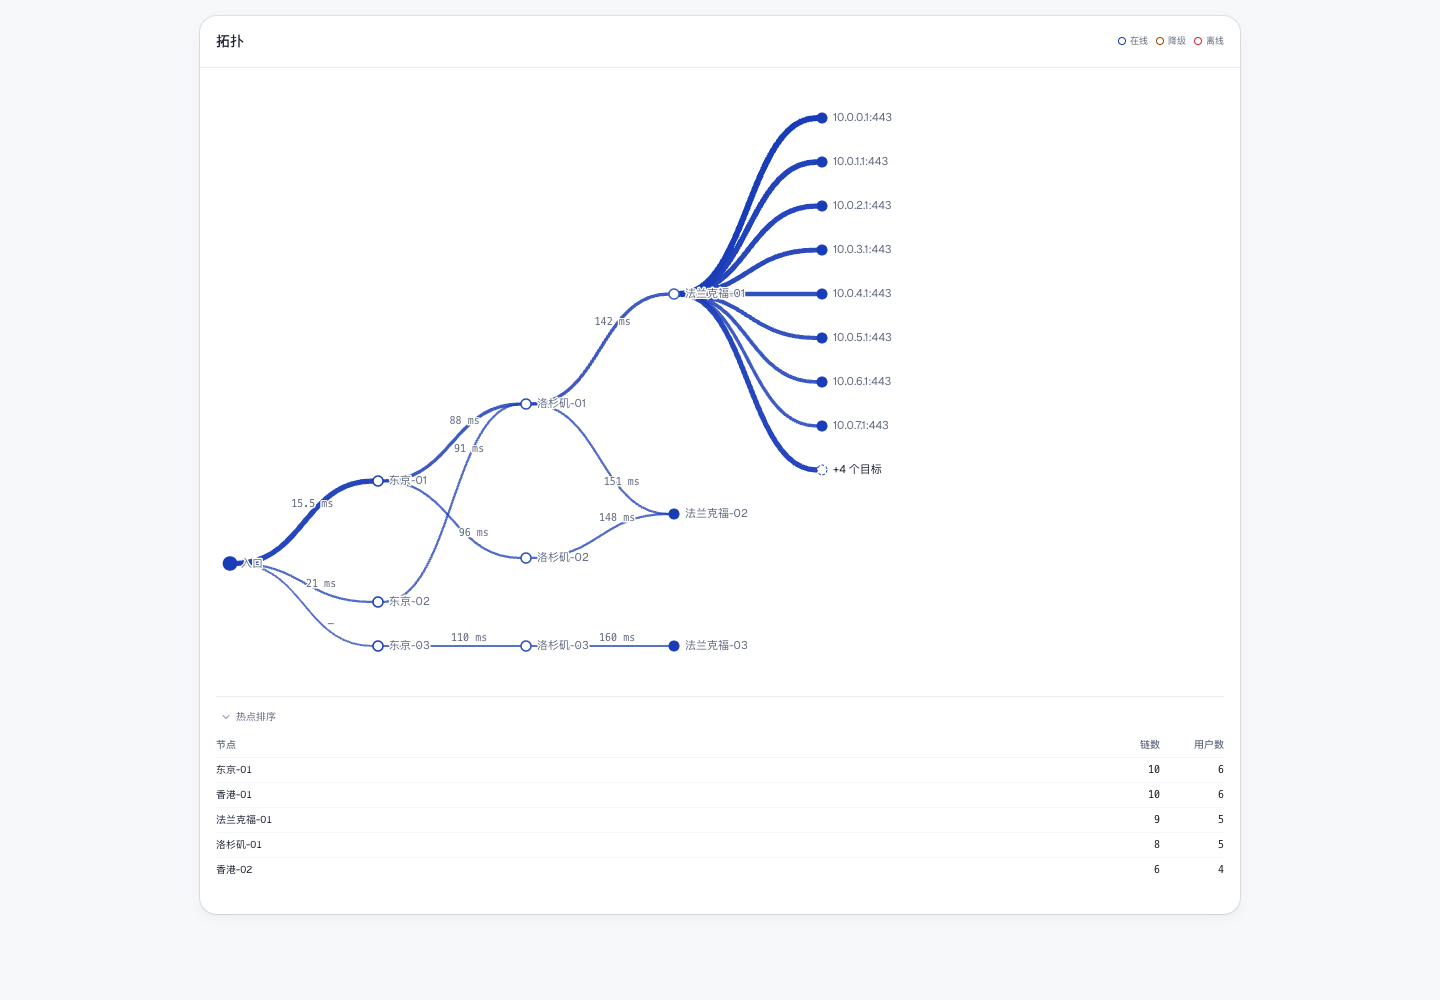 拓扑
在线 降级 离线
10.0.0.1:443
10.0.1.1:443
10.0.2.1:443
10.0.3.1:443
法兰克福-01
10.0.4.1:443
142 ms
10.0.5.1:443
10.0.6.1:443
洛杉矶-01
88 ms
10.0.7.1:443
91 ms
+4 个目标
东京-01
151 ms
15.5 ms
法兰克福-02
148 ms
96 ms
洛杉矶-02
入口
21 ms
东京-02
—
110 ms
160 ms
东京-03
洛杉矶-03
法兰克福-03
热点排序
节点 链数 用户数
东京-01 10 6
香港-01 10 6
法兰克福-01 9 5
洛杉矶-01 8 5
香港-02 6 4